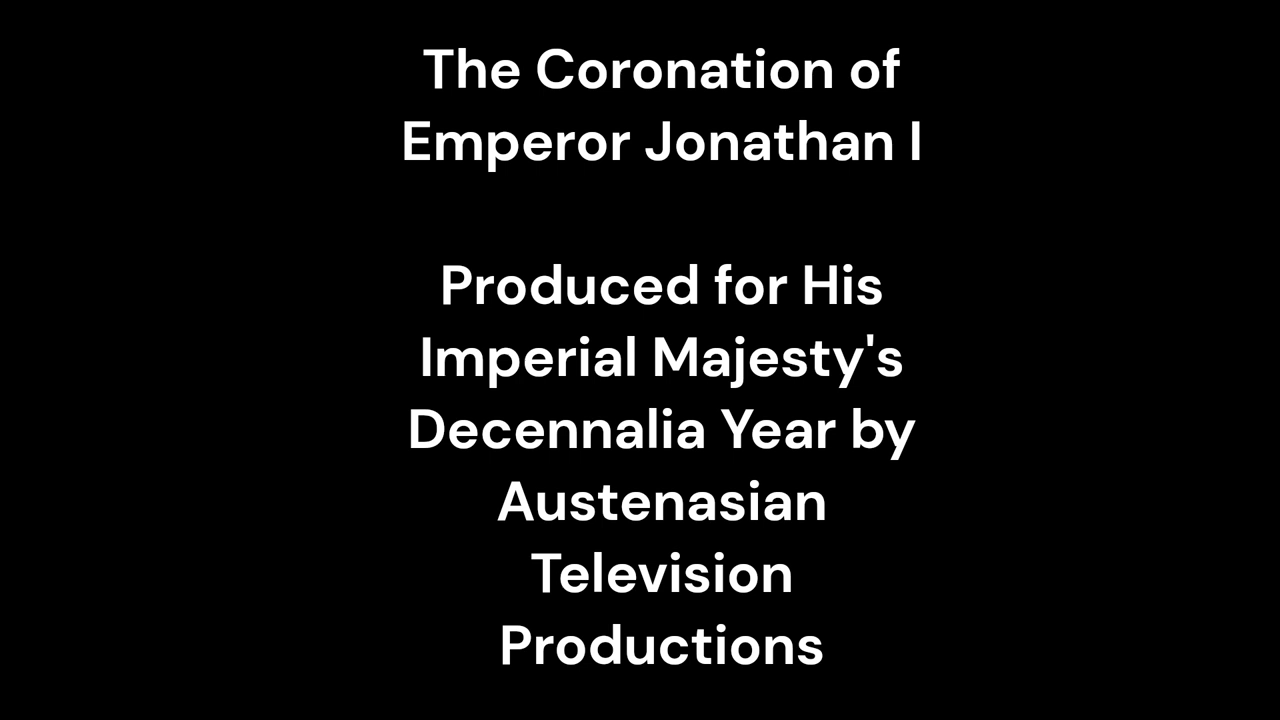 The Coronation of
Emperor Jonathan I
Produced for His
Imperial Majesty's
Decennalia Year by
Austenasian
Television
Productions